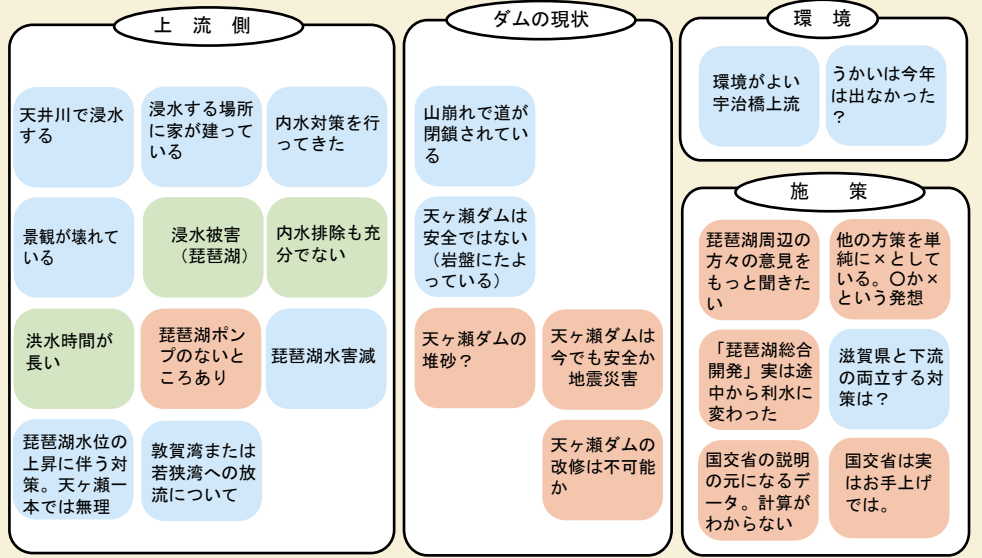 上 流 側
天井川で浸水
する
浸水する場所
に家が建って
いる
内水対策を行
ってきた
景観が壊れて
いる
浸水被害
（琵琶湖）
内水排除も充
分でない
洪水時間が
長い
琵琶湖ポン
プのないと
ころあり
琵琶湖水害減
琵琶湖水位の
上昇に伴う対
策。天ヶ瀬一
本では無理
敦賀湾または
若狭湾への放
流について
ダムの現状
山崩れで道が
閉鎖されてい
る
天ヶ瀬ダムは
安全ではない
（岩盤にたよ
っている）
天ヶ瀬ダムの
堆砂？
天ヶ瀬ダムは
今でも安全か
地震災害
天ヶ瀬ダムの
改修は不可能
か
環 境
環境がよい
宇治橋上流
うかいは今年
は出なかった
？
施 策
琵琶湖周辺の
方々の意見を
もっと聞きた
い
他の方策を単
純に×として
いる。〇か×
という発想
「琵琶湖総合
開発」実は途
中から利水に
変わった
滋賀県と下流
の両立する対
策は？
国交省の説明
の元になるデ
ータ。計算が
わからない
国交省は実
はお手上げ
では。